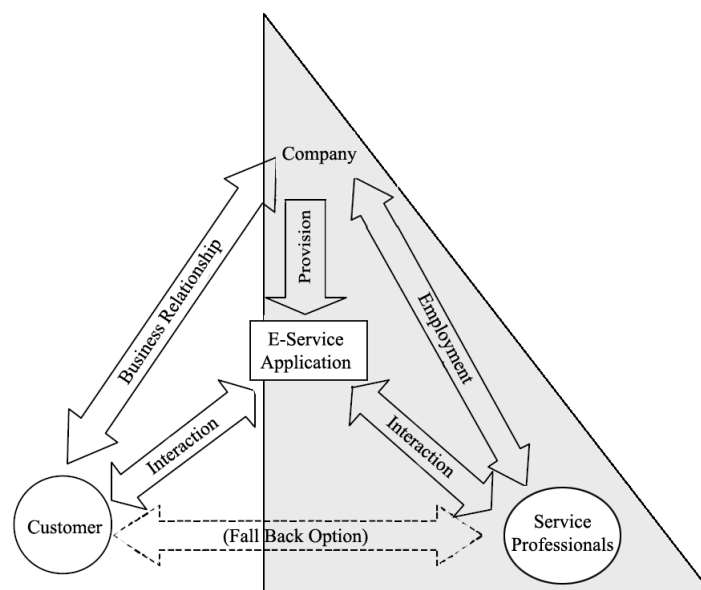 Company
Provision
Business Relationship
Employment
E-Service
Application
Interaction
Interaction
Customer
(Fall Back Option)
Service
Professionals